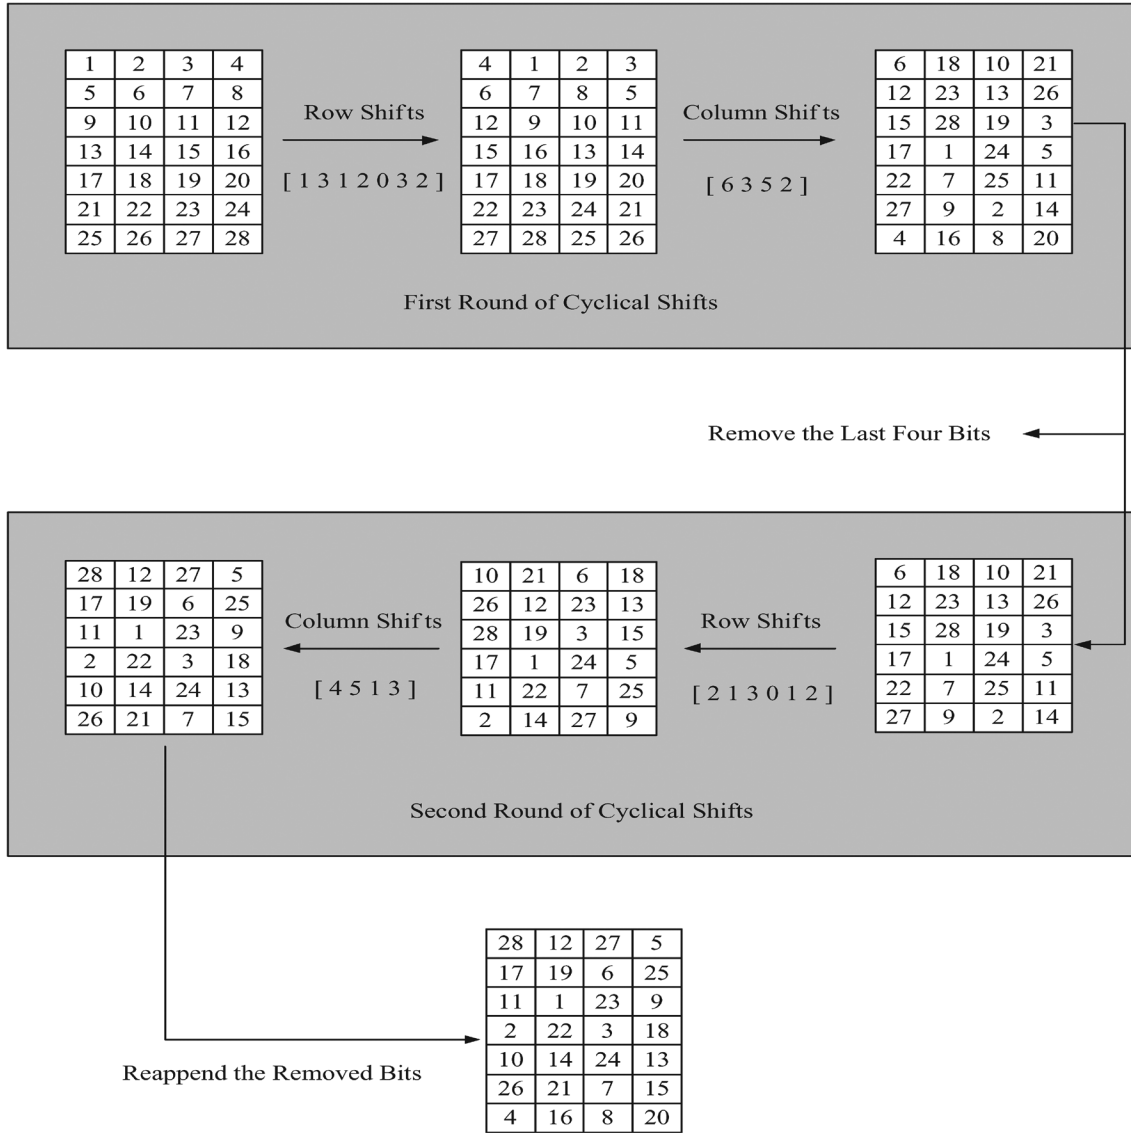 1 2 3 4
5 6 7 8
9 10 11 12
13 14 15 16
17 18 19 20
21 22 23 24
25 26 27 28
Row Shifts
[ 1 3 1 2 0 3 2 ]
4 1 2 3
6 7 8 5
12 9 10 11
15 16 13 14
17 18 19 20
22 23 24 21
27 28 25 26
Column Shifts
[ 6 3 5 2 ]
6 18 10 21
12 23 13 26
15 28 19 3
17 1 24 5
22 7 25 11
27 9 2 14
4 16 8 20
First Round of Cyclical Shifts
Remove the Last Four Bits
6 18 10 21
12 23 13 26
15 28 19 3
17 1 24 5
22 7 25 11
27 9 2 14
Row Shifts
[ 2 1 3 0 1 2 ]
10 21 6 18
26 12 23 13
28 19 3 15
17 1 24 5
11 22 7 25
2 14 27 9
Column Shifts
[ 4 5 1 3 ]
28 12 27 5
17 19 6 25
11 1 23 9
2 22 3 18
10 14 24 13
26 21 7 15
Second Round of Cyclical Shifts
Reappend the Removed Bits
28 12 27 5
17 19 6 25
11 1 23 9
2 22 3 18
10 14 24 13
26 21 7 15
4 16 8 20